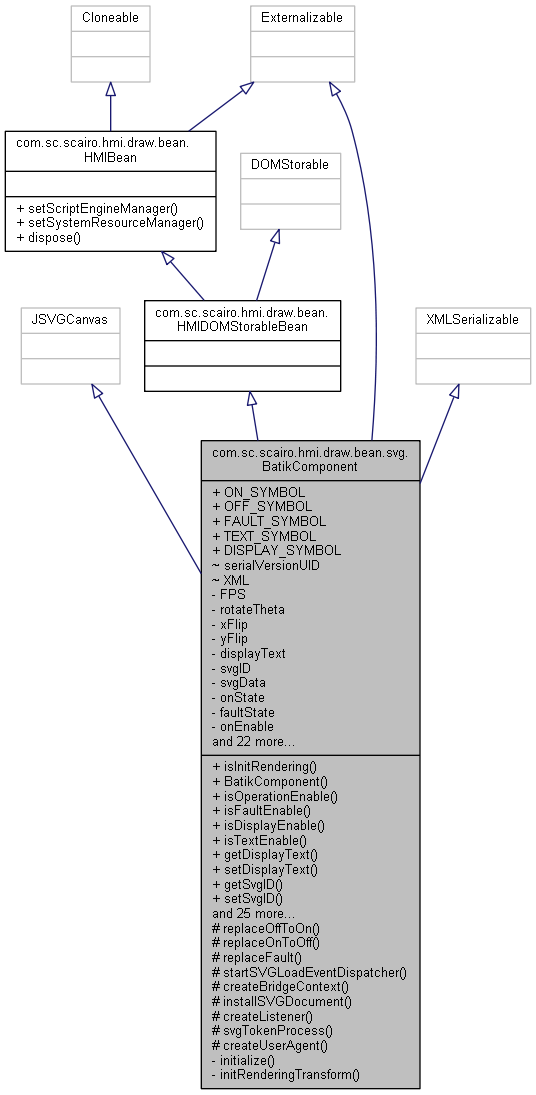 Cloneable
Externalizable
com.sc.scairo.hmi.draw.bean.
HMIBean
+ setScriptEngineManager()
+ setSystemResourceManager()
+ dispose()
DOMStorable
com.sc.scairo.hmi.draw.bean.
HMIDOMStorableBean
JSVGCanvas
XMLSerializable
com.sc.scairo.hmi.draw.bean.svg.
BatikComponent
+ ON_SYMBOL
+ OFF_SYMBOL
+ FAULT_SYMBOL
+ TEXT_SYMBOL
+ DISPLAY_SYMBOL
~ serialVersionUID
~ XML
- FPS
- rotateTheta
- xFlip
- yFlip
- displayText
- svgID
- svgData
- onState
- faultState
- onEnable
and 22 more...
+ isInitRendering()
+ BatikComponent()
+ isOperationEnable()
+ isFaultEnable()
+ isDisplayEnable()
+ isTextEnable()
+ getDisplayText()
+ setDisplayText()
+ getSvgID()
+ setSvgID()
and 25 more...
# replaceOffToOn()
# replaceOnToOff()
# replaceFault()
# startSVGLoadEventDispatcher()
# createBridgeContext()
# installSVGDocument()
# createListener()
# svgTokenProcess()
# createUserAgent()
- initialize()
- initRenderingTransform()